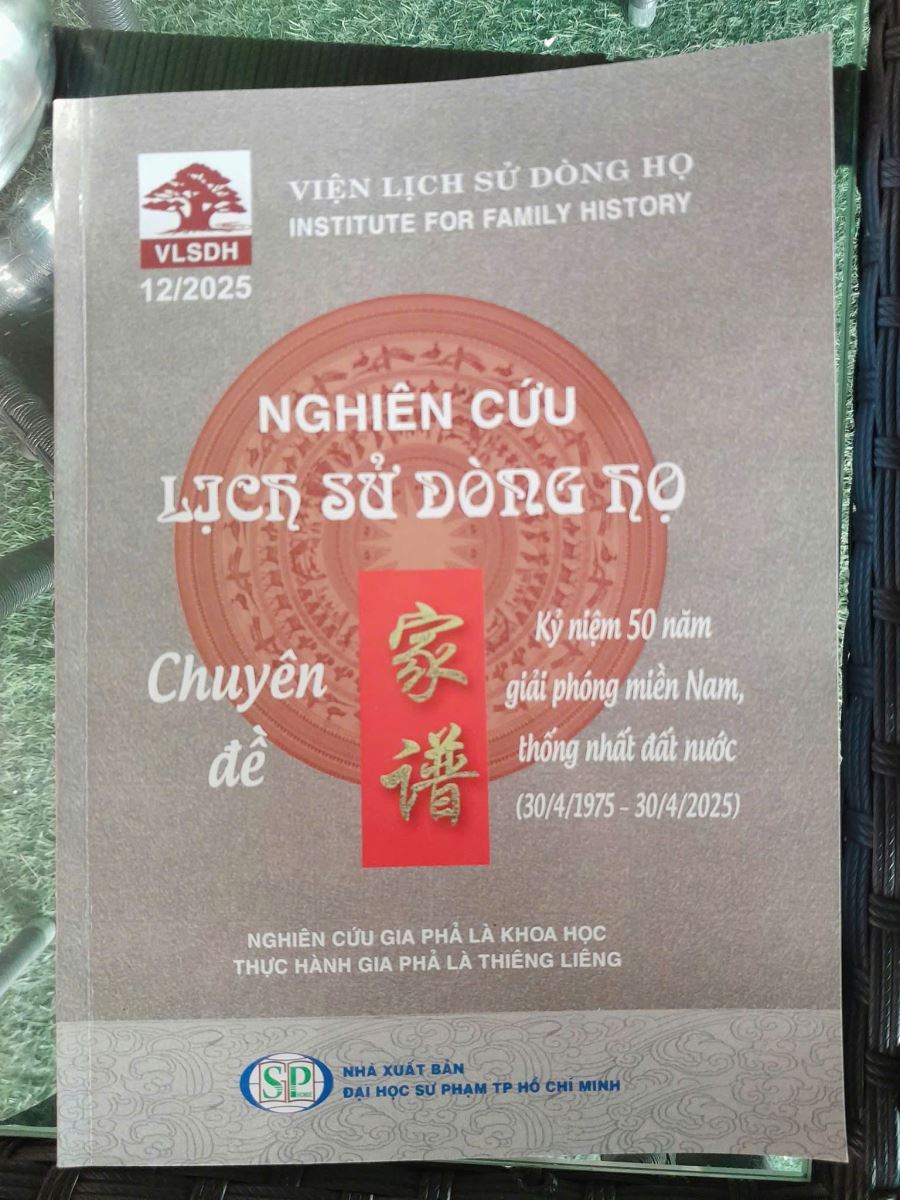 VIỆN LỊCH SỬ DÒNG HỌ
INSTITUTE FOR FAMILY HISTORY
VLSDH
12/2025
NGHIÊN CỨU
LỊCH SỬ DÒNG HỌ
Chuyên
đề
家
谱
Kỷ niệm 50 năm
giải phóng miền Nam,
thống nhất đất nước
(30/4/1975 – 30/4/2025)
NGHIÊN CỨU GIA PHẢ LÀ KHOA HỌC
THỰC HÀNH GIA PHẢ LÀ THIÊNG LIÊNG
SP
NHÀ XUẤT BẢN
ĐẠI HỌC SƯ PHẠM TP HỒ CHÍ MINH